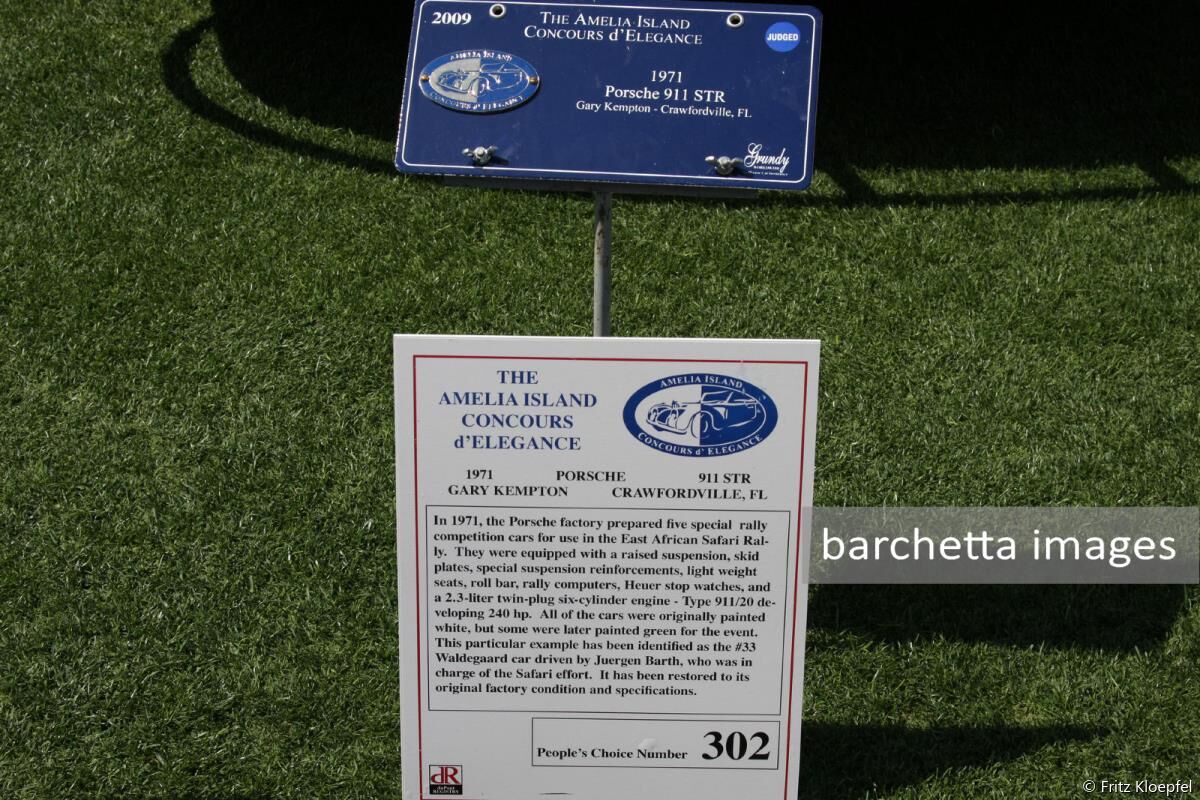 2009
THE AMELIA ISLAND
CONCOURS d'ELEGANCE
JUDGED
AMELIA ISLAND
CONCOURS d'ELEGANCE
1971
Porsche 911 STR
Gary Kempton - Crawfordville, FL
Grundy
THE
AMELIA ISLAND
CONCOURS
d'ELEGANCE
AMELIA ISLAND
CONCOURS d' ELEGANCE
1971 PORSCHE 911 STR
GARY KEMPTON CRAWFORDVILLE, FL
In 1971, the Porsche factory prepared five special rally
competition cars for use in the East African Safari Ral-
ly. They were equipped with a raised suspension, skid
plates, special suspension reinforcements, light weight
seats, roll bar, rally computers, Heuer stop watches, and
a 2.3-liter twin-plug six-cylinder engine - Type 911/20 de-
veloping 240 hp. All of the cars were originally painted
white, but some were later painted green for the event.
This particular example has been identified as the #33
Waldegaard car driven by Juergen Barth, who was in
charge of the Safari effort. It has been restored to its
original factory condition and specifications.
People's Choice Number 302
dR
duPont
REGISTRY
barchetta images
© Fritz Kloepfel